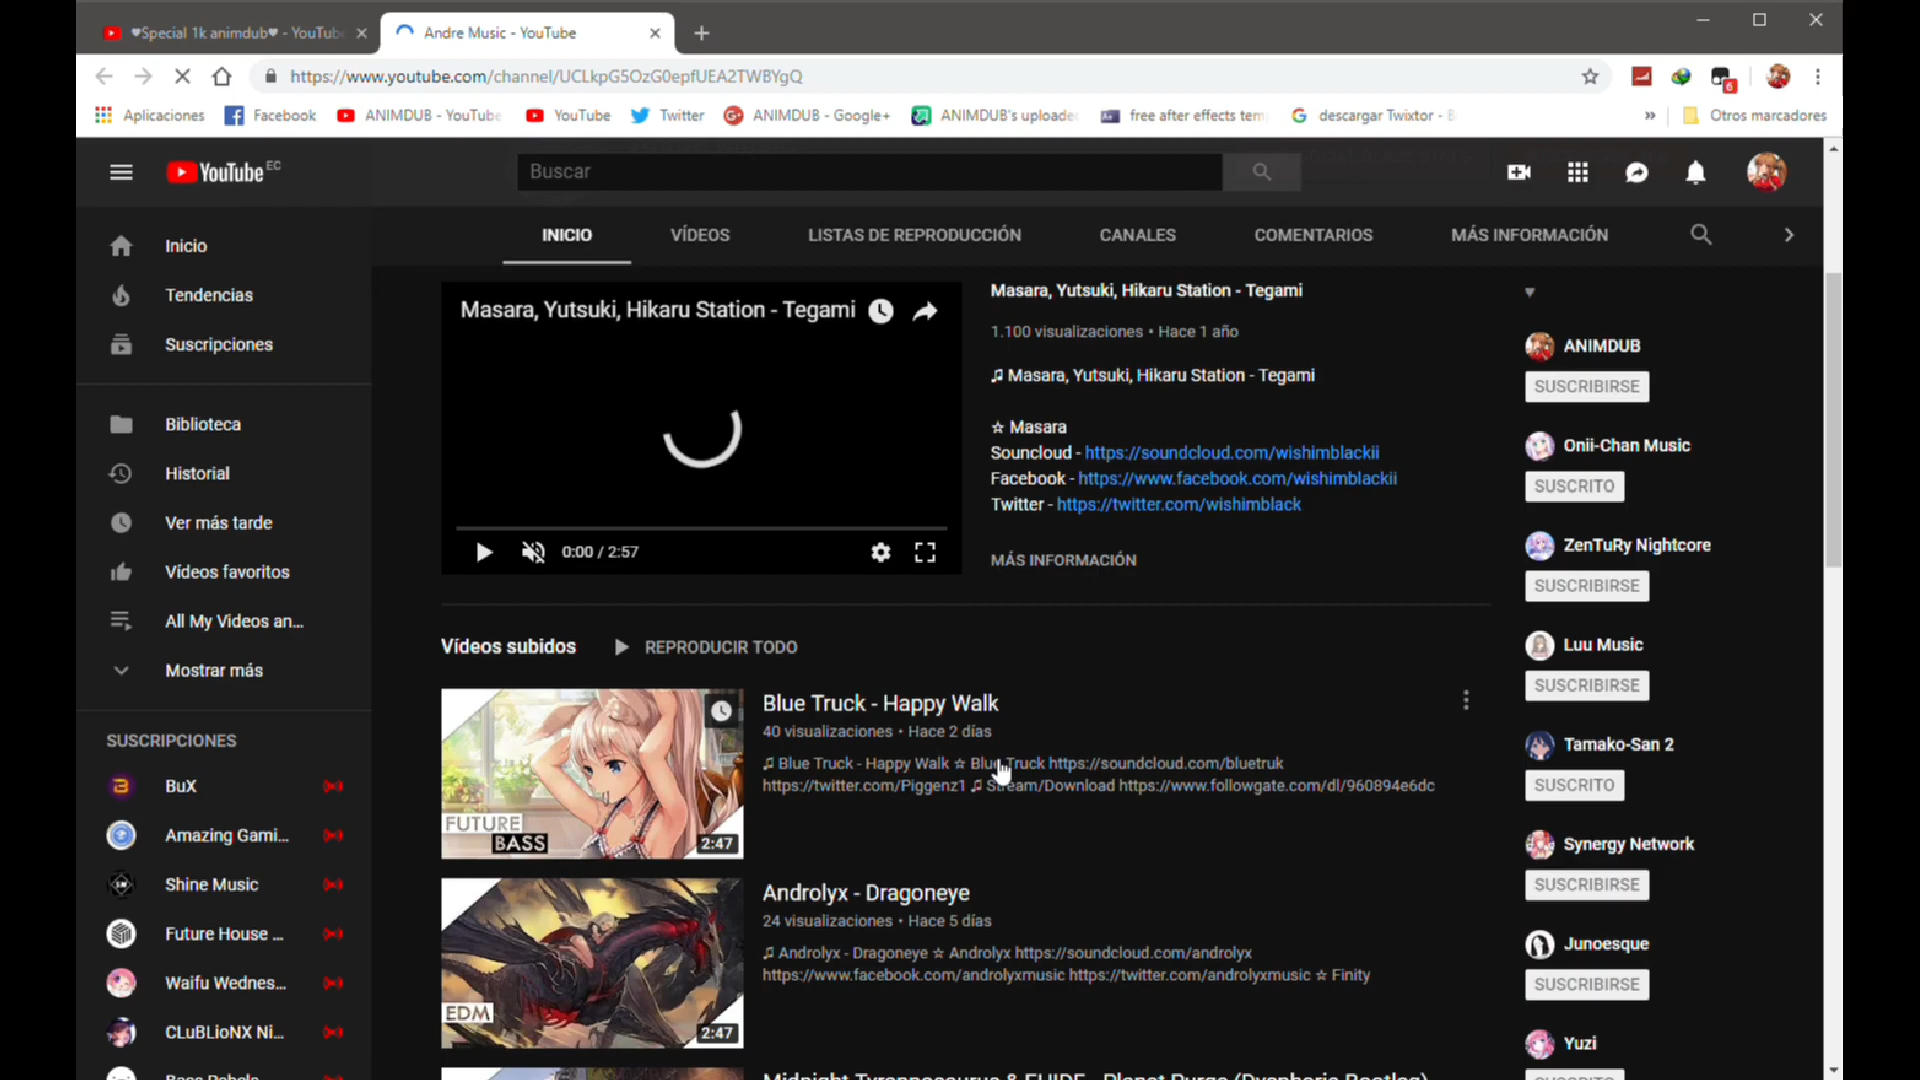 ♥Special 1k animdub♥ - YouTube
Andre Music - YouTube
https://www.youtube.com/channel/UCLkpG5OzG0epfUEA2TWBYgQ
Aplicaciones
Facebook
ANIMDUB - YouTube
YouTube
Twitter
ANIMDUB - Google+
ANIMDUB's uploade
free after effects tem
descargar Twixtor - B
»
Otros marcadores
YouTube EC
Buscar
INICIO
VÍDEOS
LISTAS DE REPRODUCCIÓN
CANALES
COMENTARIOS
MÁS INFORMACIÓN
Inicio
Tendencias
Suscripciones
Biblioteca
Historial
Ver más tarde
Vídeos favoritos
All My Videos an...
Mostrar más
SUSCRIPCIONES
BuX
Amazing Gami...
Shine Music
Future House ...
Waifu Wednes...
CLuBLioNX Ni...
Masara, Yutsuki, Hikaru Station - Tegami
0:00 / 2:57
Masara, Yutsuki, Hikaru Station - Tegami
1.100 visualizaciones • Hace 1 año
♫ Masara, Yutsuki, Hikaru Station - Tegami
☆ Masara
Souncloud - https://soundcloud.com/wishimblackii
Facebook - https://www.facebook.com/wishimblackii
Twitter - https://twitter.com/wishimblack
MÁS INFORMACIÓN
Vídeos subidos
REPRODUCIR TODO
FUTURE
BASS
2:47
Blue Truck - Happy Walk
40 visualizaciones • Hace 2 días
♫ Blue Truck - Happy Walk ☆ Blue Truck https://soundcloud.com/bluetruk
https://twitter.com/Piggenz1 ♫ Stream/Download https://www.followgate.com/dl/960894e6dc
EDM
2:47
Androlyx - Dragoneye
24 visualizaciones • Hace 5 días
♫ Androlyx - Dragoneye ☆ Androlyx https://soundcloud.com/androlyx
https://www.facebook.com/androlyxmusic https://twitter.com/androlyxmusic ☆ Finity
ANIMDUB
SUSCRIBIRSE
Onii-Chan Music
SUSCRITO
ZenTuRy Nightcore
SUSCRIBIRSE
Luu Music
SUSCRIBIRSE
Tamako-San 2
SUSCRITO
Synergy Network
SUSCRIBIRSE
Junoesque
SUSCRIBIRSE
Yuzi